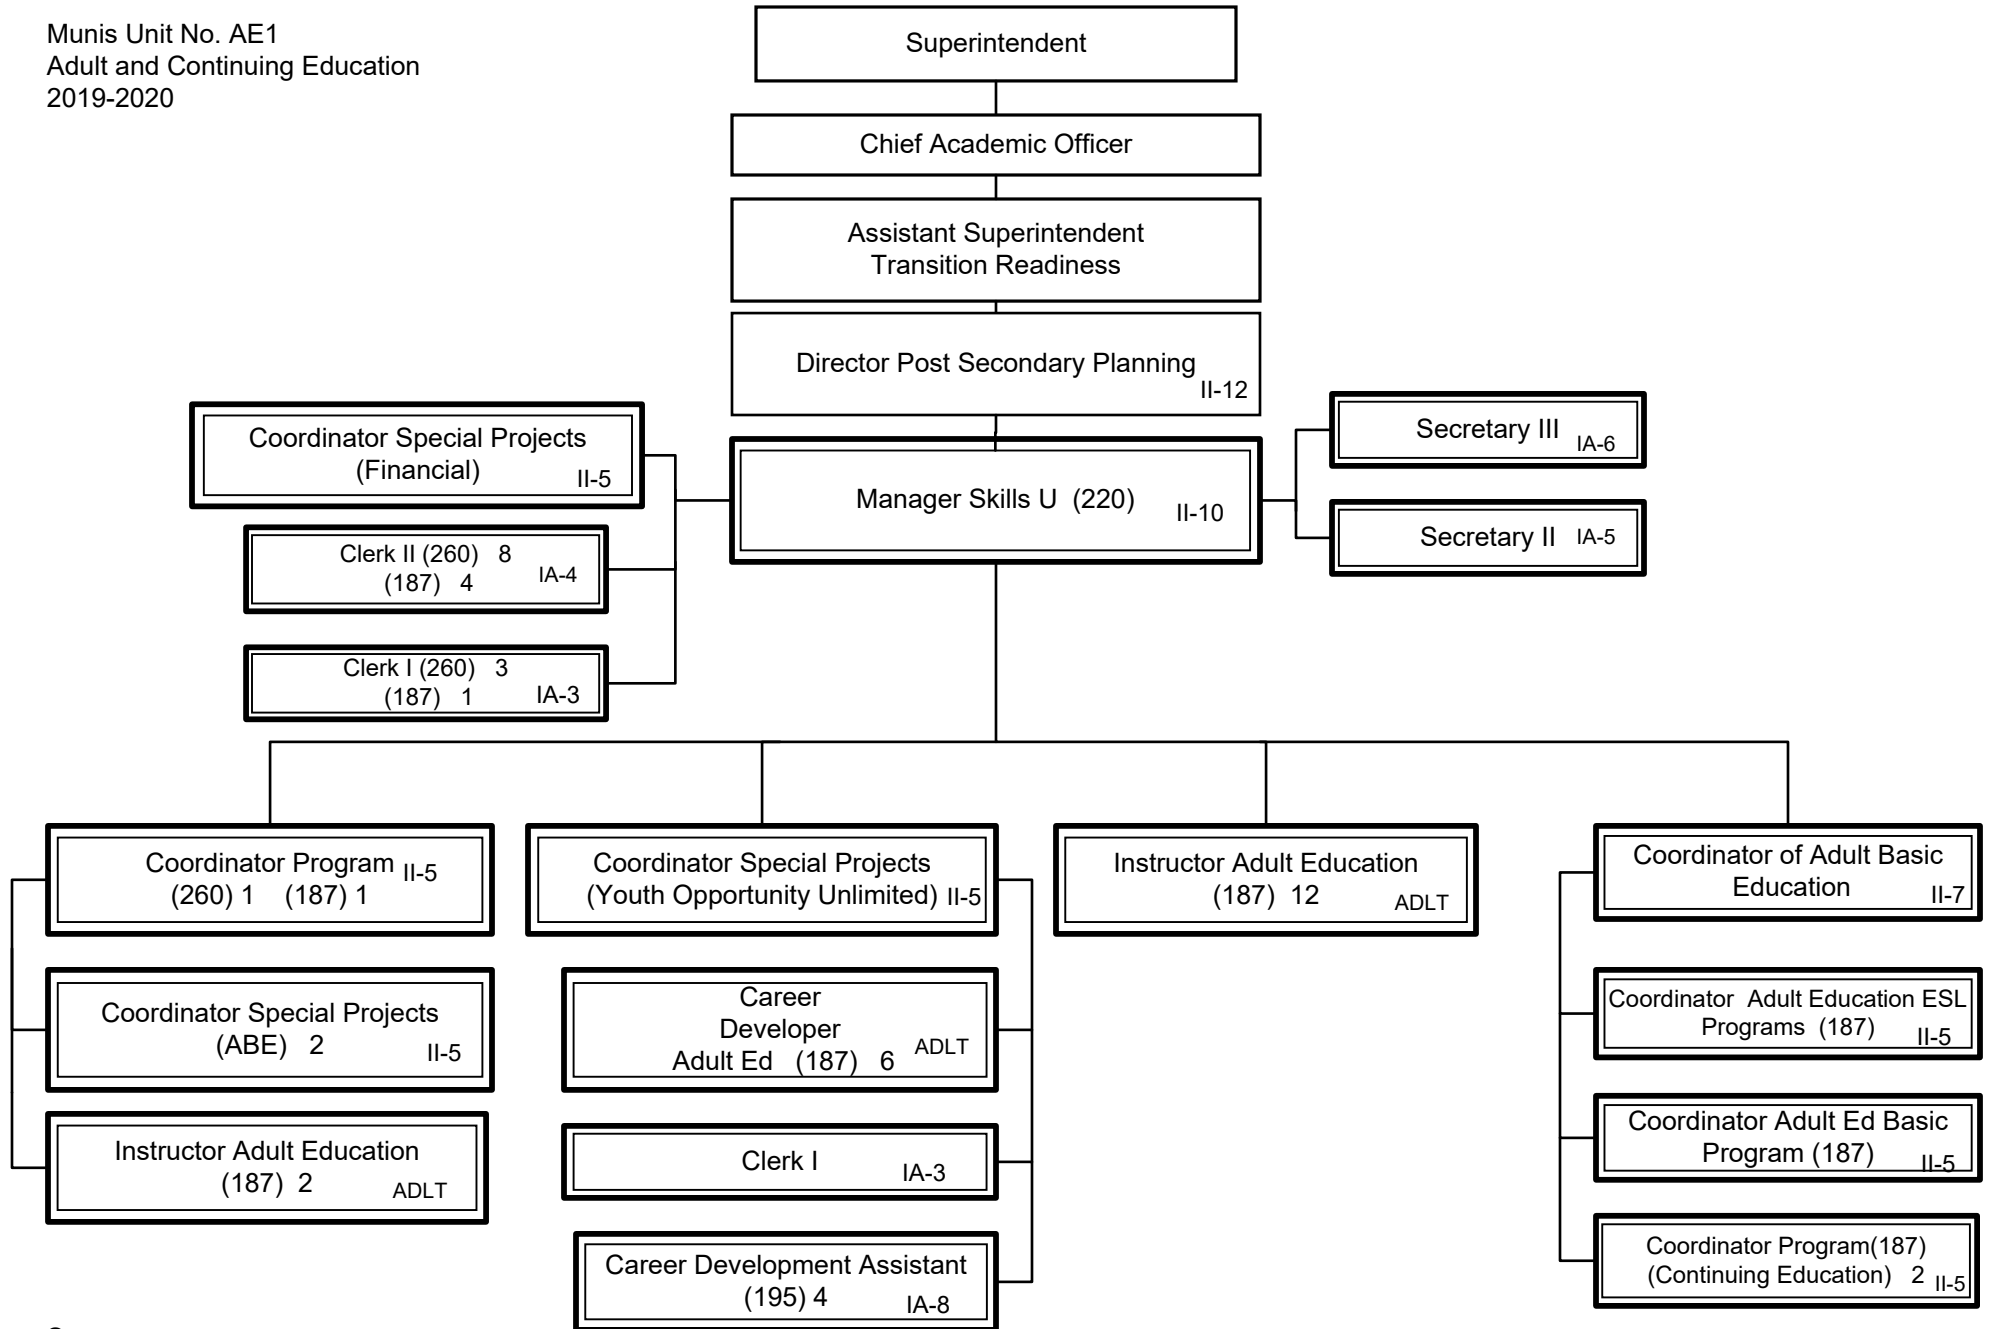 Munis Unit No. AE1
Adult and Continuing Education
2019-2020
Superintendent
Chief Academic Officer
Assistant Superintendent
Transition Readiness
Director Post Secondary Planning
II-12
Coordinator Special Projects
(Financial)
II-5
Manager Skills U (220)
II-10
Secretary III
IA-6
Secretary II
IA-5
Clerk II (260) 8
(187) 4
IA-4
Clerk I (260) 3
(187) 1
IA-3
Coordinator Program
II-5
(260) 1 (187) 1
Coordinator Special Projects
(ABE) 2
II-5
Instructor Adult Education
(187) 2
ADLT
Coordinator Special Projects
(Youth Opportunity Unlimited)
II-5
Career
Developer
Adult Ed (187) 6
ADLT
Clerk I
IA-3
Career Development Assistant
(195) 4
IA-8
Instructor Adult Education
(187) 12
ADLT
Coordinator of Adult Basic
Education
II-7
Coordinator Adult Education ESL
Programs (187)
II-5
Coordinator Adult Ed Basic
Program (187)
II-5
Coordinator Program(187)
(Continuing Education) 2
II-5